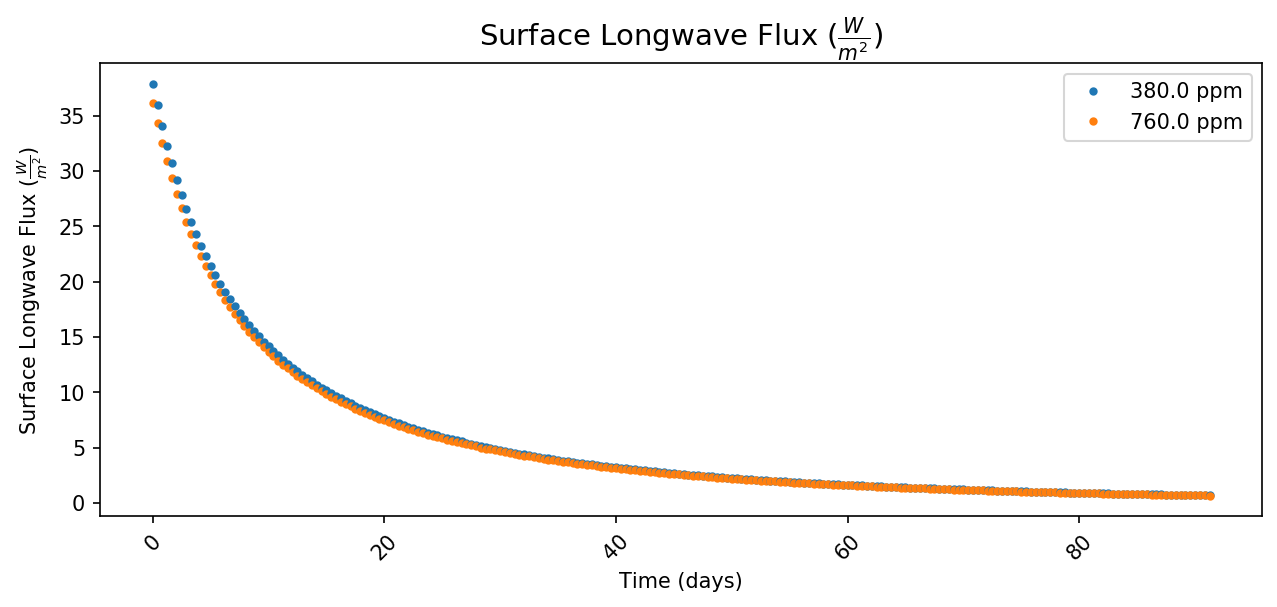 Surface Longwave Flux (W/m²)
380.0 ppm
760.0 ppm
Surface Longwave Flux (W/m²)
35
30
25
20
15
10
5
0
0 20 40 60 80
Time (days)